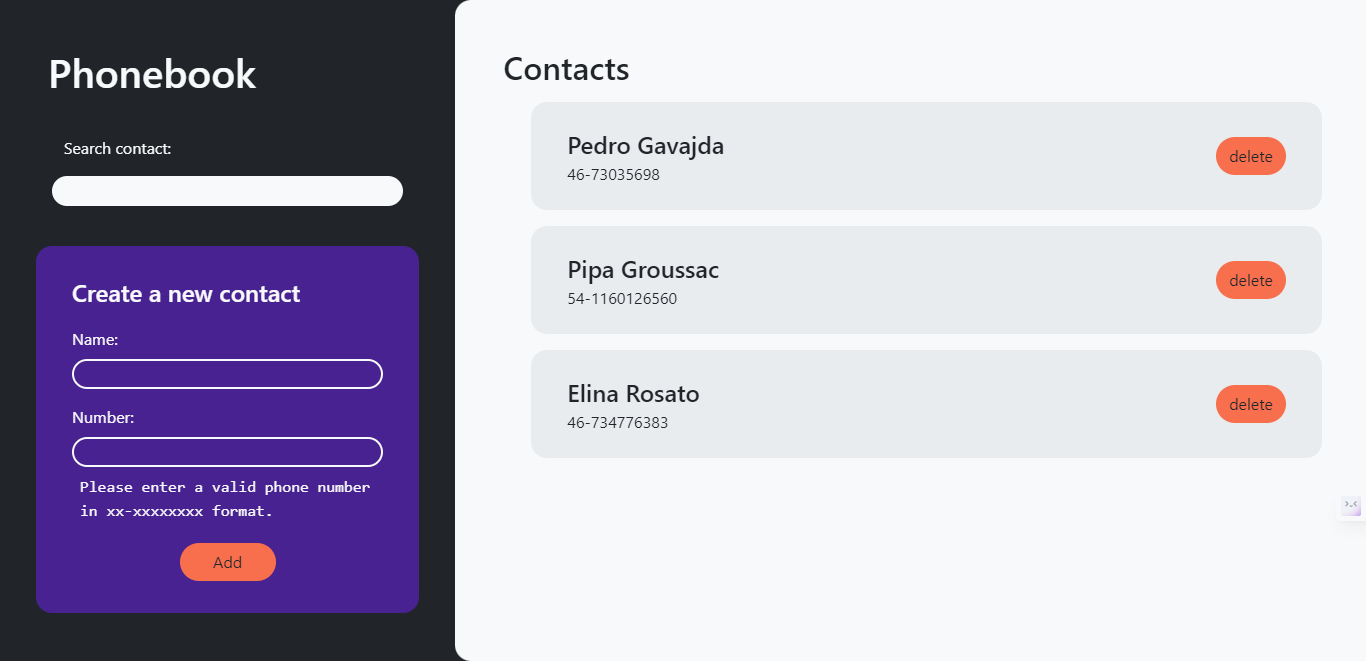 Phonebook
Search contact:
Create a new contact
Name:
Number:
Please enter a valid phone number
in xx-xxxxxxxx format.
Add
Contacts
Pedro Gavajda
46-73035698
delete
Pipa Groussac
54-1160126560
delete
Elina Rosato
46-734776383
delete